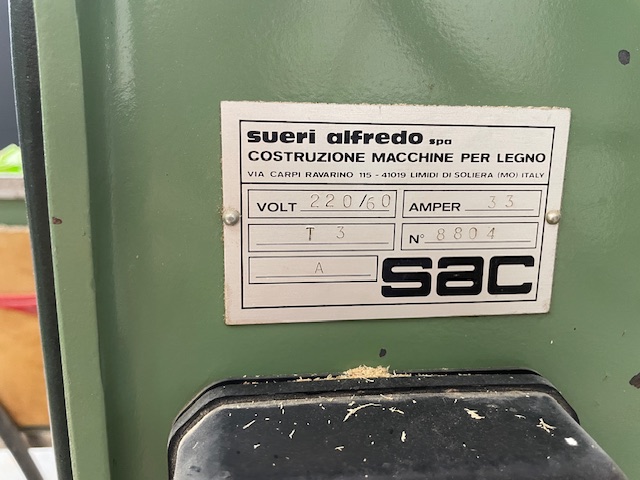 sueri alfredo spa
COSTRUZIONE MACCHINE PER LEGNO
VIA CARPI RAVARINO 115 - 41019 LIMIDI DI SOLIERA (MO) ITALY
VOLT 220/60 AMPER 33
T 3 N° 8804
A sac